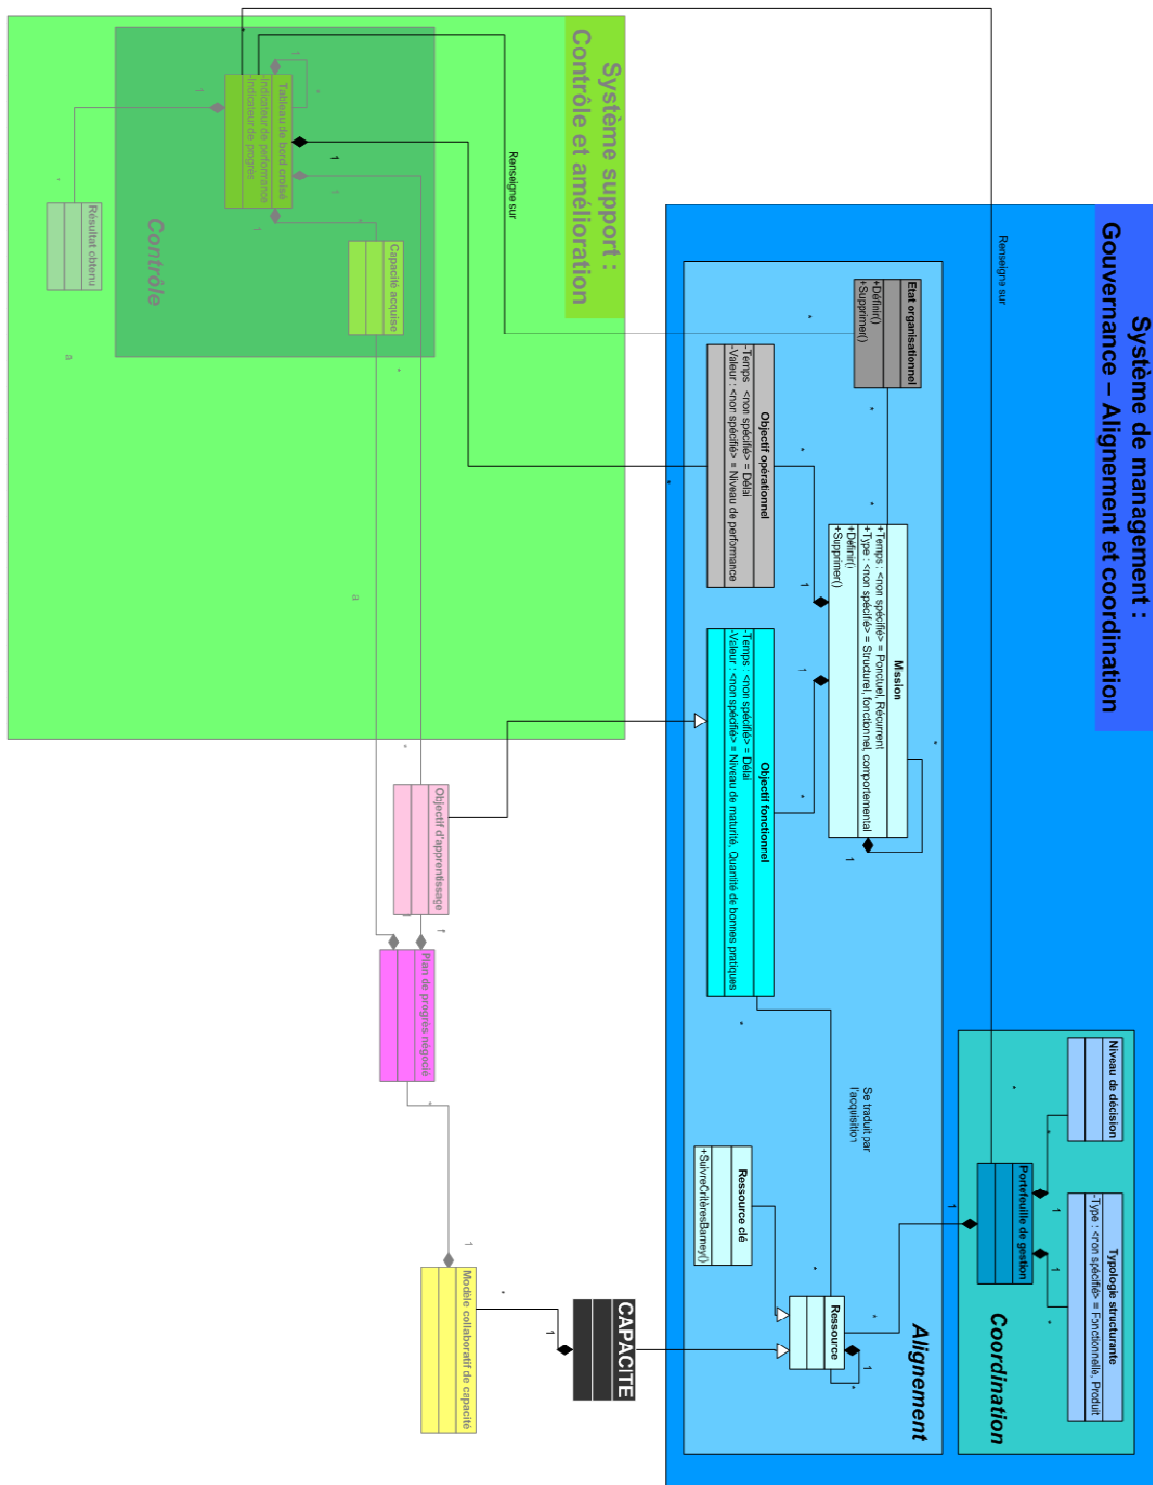 Système de management :
Gouvernance – Alignement et coordination
Niveau de décision
Typologie structurante
-Type : <non spécifié> = Fonctionnelle, Produit
Portefeuille de gestion
Coordination
Renseigne sur
Alignement
Etat organisationnel
+Définir()
+Supprimer()
Mission
+Temps : <non spécifié> = Ponctuel, Récurrent
+Type : <non spécifié> = Structurel, fonctionnel, comportemental
+Définir()
+Supprimer()
Se traduit par
l'acquisition
Ressource
Objectif opérationnel
-Temps : <non spécifié> = Délai
-Valeur : <non spécifié> = Niveau de performance
Objectif fonctionnel
-Temps : <non spécifié> = Délai
-Valeur : <non spécifié> = Niveau de maturité, Quantité de bonnes pratiques
Ressource clé
+SuivreCritèresBarney()
Système support :
Contrôle et amélioration
Renseigne sur
CAPACITE
Tableau de bord croisé
-Indicateur de performance
-Indicateur de progrès
Capacité acquise
Contrôle
Résultat obtenu
Objectif d'apprentissage
Plan de progrès négocié
Modèle collaboratif de capacité